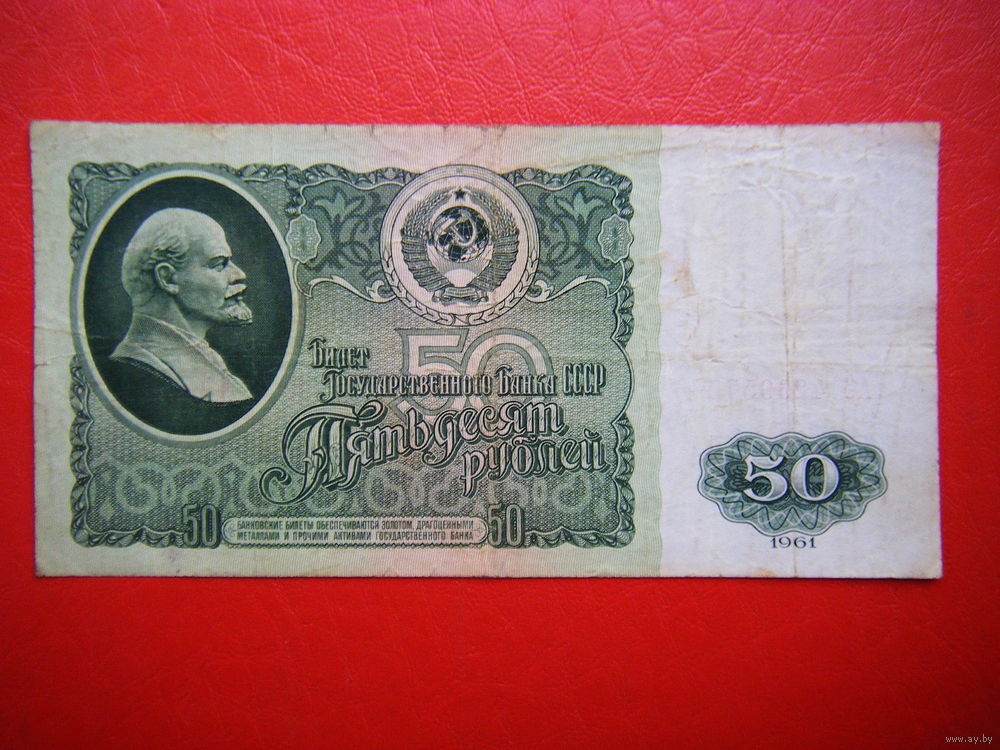 50
Билет
Государственного Банка СССР
Пятьдесят
рублей
50
БАНКОВСКИЕ БИЛЕТЫ ОБЕСПЕЧИВАЮТСЯ ЗОЛОТОМ, ДРАГОЦЕННЫМИ
МЕТАЛЛАМИ И ПРОЧИМИ АКТИВАМИ ГОСУДАРСТВЕННОГО БАНКА
50
50
1961
www.ay.by